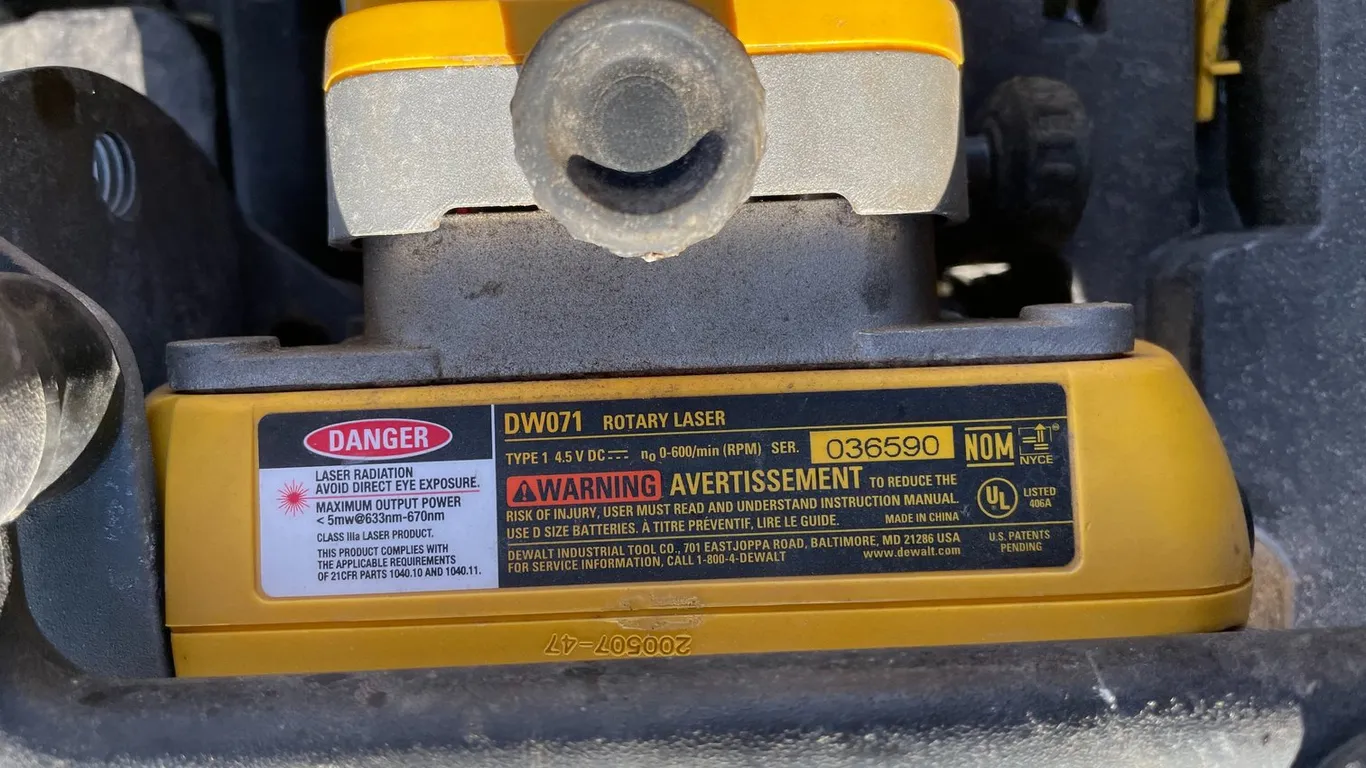 DANGER
LASER RADIATION
AVOID DIRECT EYE EXPOSURE.
MAXIMUM OUTPUT POWER
< 5mw@633nm-670nm
CLASS IIIa LASER PRODUCT.
THIS PRODUCT COMPLIES WITH
THE APPLICABLE REQUIREMENTS
OF 21CFR PARTS 1040.10 AND 1040.11.
DW071 ROTARY LASER
TYPE 1 4.5 V DC n₀ 0-600/min (RPM) SER. 036590
WARNING AVERTISSEMENT TO REDUCE THE
RISK OF INJURY, USER MUST READ AND UNDERSTAND INSTRUCTION MANUAL.
USE D SIZE BATTERIES. À TITRE PRÉVENTIF, LIRE LE GUIDE. MADE IN CHINA
DEWALT INDUSTRIAL TOOL CO., 701 EAST JOPPA ROAD, BALTIMORE, MD 21286 USA
FOR SERVICE INFORMATION, CALL 1-800-4-DEWALT www.dewalt.com
NOM
NYCE
UL LISTED
406A
U.S. PATENTS
PENDING
200507-47